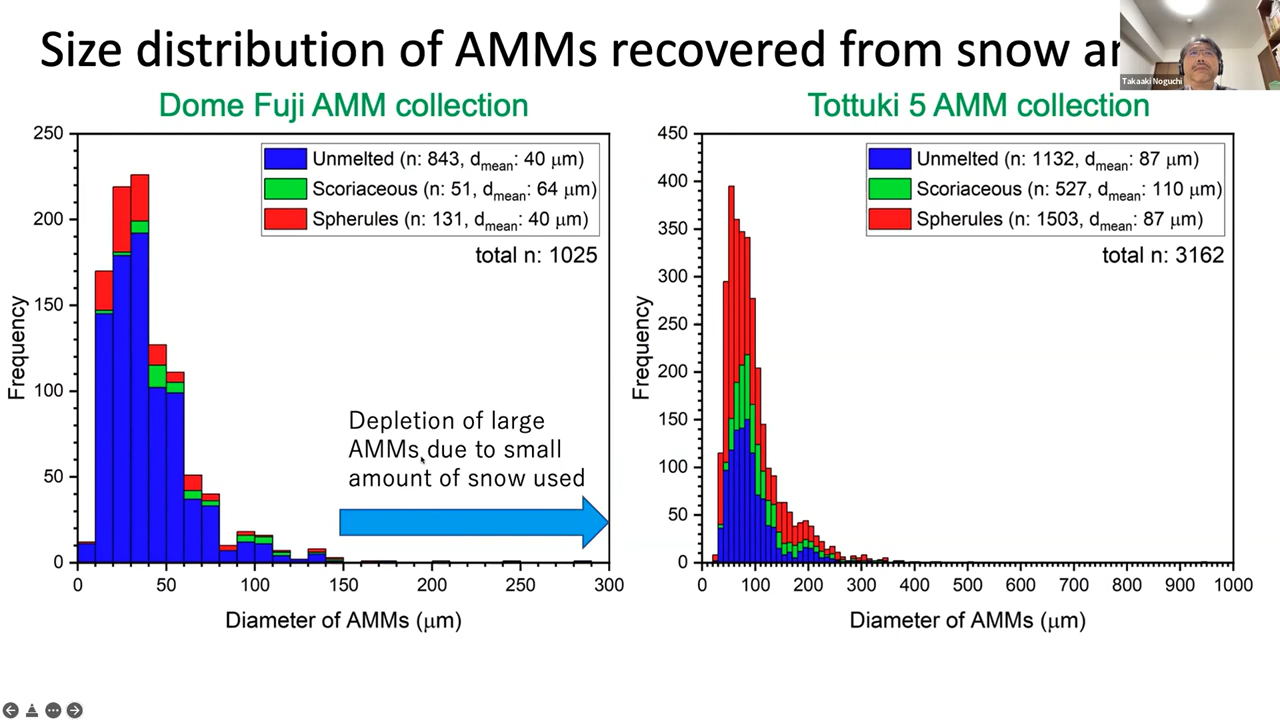 Size distribution of AMMs recovered from snow
Takaaki Noguchi
Dome Fuji AMM collection
250
200
150
100
50
0
Frequency
Unmelted (n: 843, dmean: 40 μm)
Scoriaceous (n: 51, dmean: 64 μm)
Spherules (n: 131, dmean: 40 μm)
total n: 1025
Depletion of large
AMMs due to small
amount of snow used
0 50 100 150 200 250 300
Diameter of AMMs (μm)
Tottuki 5 AMM collection
450
400
350
300
250
200
150
100
50
0
Frequency
Unmelted (n: 1132, dmean: 87 μm)
Scoriaceous (n: 527, dmean: 110 μm)
Spherules (n: 1503, dmean: 87 μm)
total n: 3162
0 100 200 300 400 500 600 700 800 900 1000
Diameter of AMMs (μm)